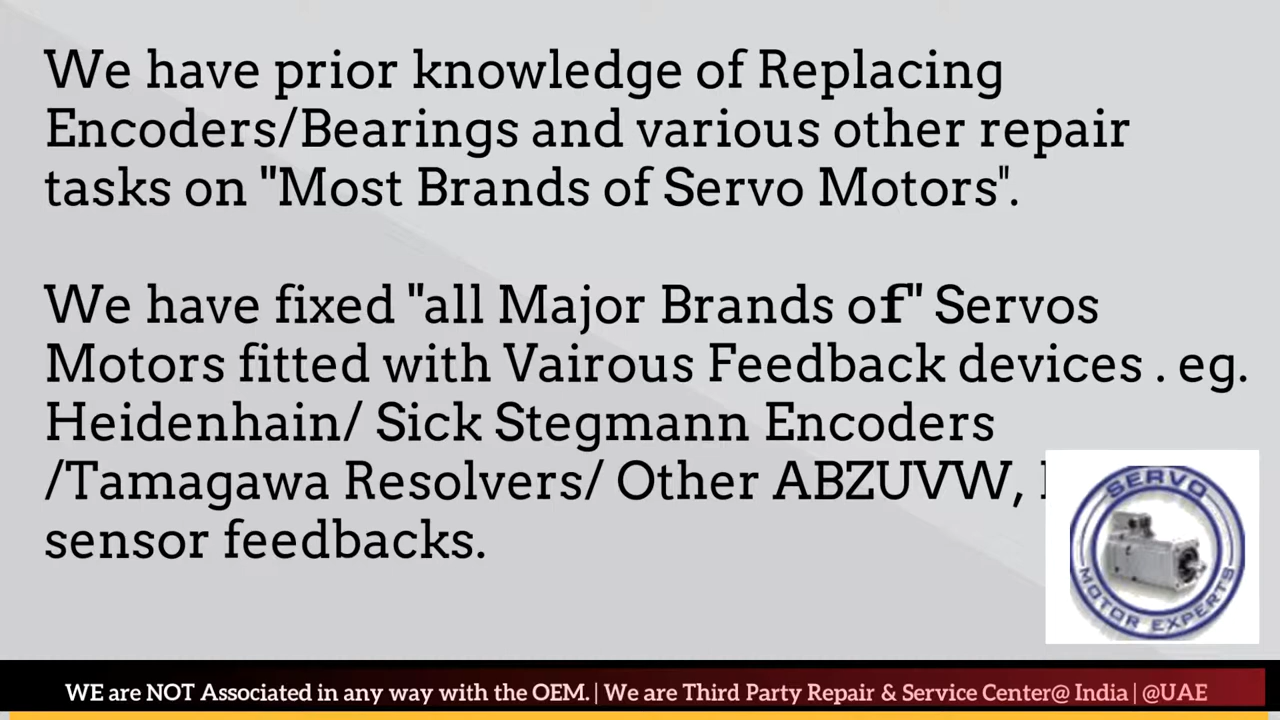 We have prior knowledge of Replacing
Encoders/Bearings and various other repair
tasks on "Most Brands of Servo Motors".
We have fixed "all Major Brands of" Servos
Motors fitted with Vairous Feedback devices . eg.
Heidenhain/ Sick Stegmann Encoders
/Tamagawa Resolvers/ Other ABZUVW,
sensor feedbacks.
SERVO
MOTOR EXPERTS
WE are NOT Associated in any way with the OEM. | We are Third Party Repair & Service Center@ India | @UAE